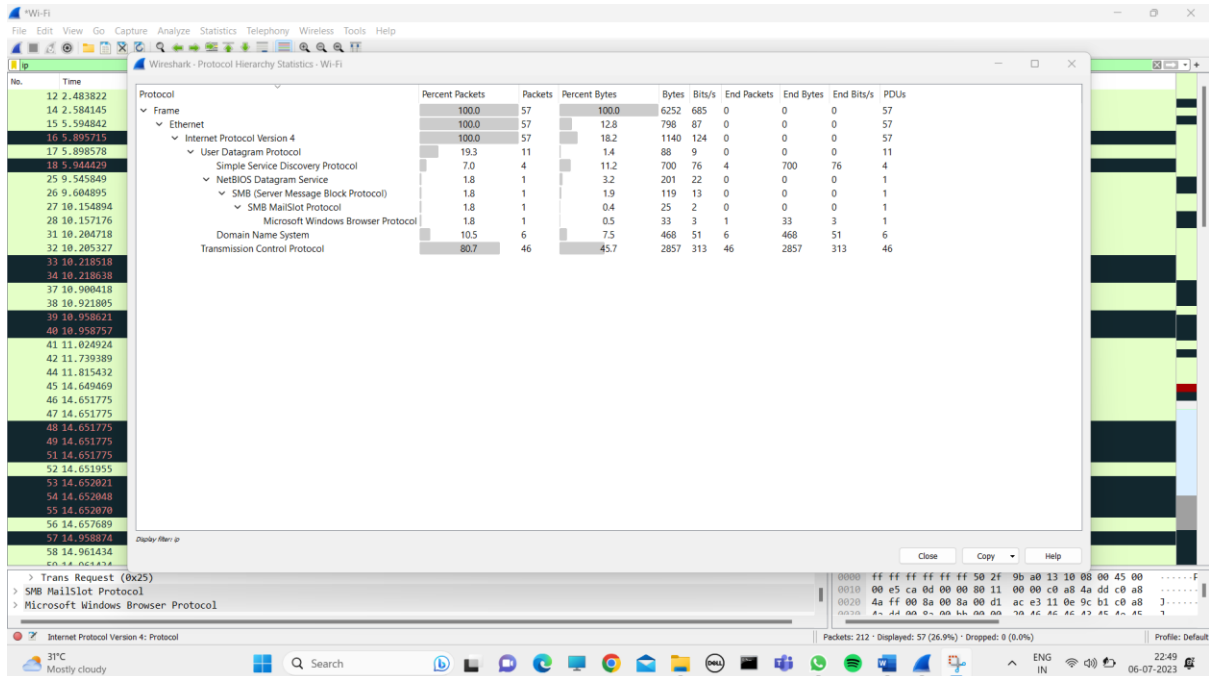 *Wi-Fi
File Edit View Go Capture Analyze Statistics Telephony Wireless Tools Help
ip
Wireshark · Protocol Hierarchy Statistics · Wi-Fi
No. Time
12 2.483822
14 2.584145
15 5.594842
16 5.895715
17 5.898578
18 5.944429
25 9.545849
26 9.604895
27 10.154894
28 10.157176
31 10.204718
32 10.205327
33 10.218518
34 10.218638
37 10.900418
38 10.921805
39 10.958621
40 10.958757
41 11.024924
42 11.739389
44 11.815432
45 14.649469
46 14.651775
47 14.651775
48 14.651775
49 14.651775
51 14.651775
52 14.651955
53 14.652021
54 14.652048
55 14.652070
56 14.657689
57 14.958874
58 14.961434
Protocol Percent Packets Packets Percent Bytes Bytes Bits/s End Packets End Bytes End Bits/s PDUs
Frame 100.0 57 100.0 6252 685 0 0 0 57
Ethernet 100.0 57 12.8 798 87 0 0 0 57
Internet Protocol Version 4 100.0 57 18.2 1140 124 0 0 0 57
User Datagram Protocol 19.3 11 1.4 88 9 0 0 0 11
Simple Service Discovery Protocol 7.0 4 11.2 700 76 4 700 76 4
NetBIOS Datagram Service 1.8 1 3.2 201 22 0 0 0 1
SMB (Server Message Block Protocol) 1.8 1 1.9 119 13 0 0 0 1
SMB MailSlot Protocol 1.8 1 0.4 25 2 0 0 0 1
Microsoft Windows Browser Protocol 1.8 1 0.5 33 3 1 33 3 1
Domain Name System 10.5 6 7.5 468 51 6 468 51 6
Transmission Control Protocol 80.7 46 45.7 2857 313 46 2857 313 46
Display filter: ip
Close Copy Help
> Trans Request (0x25)
> SMB MailSlot Protocol
> Microsoft Windows Browser Protocol
0000 ff ff ff ff ff ff 50 2f 9b a0 13 10 08 00 45 00 ······P
0010 00 e5 ca 0d 00 00 80 11 00 00 c0 a8 4a dd c0 a8 ·······
0020 4a ff 00 8a 00 8a 00 d1 ac e3 11 0e 9c b1 c0 a8 J······
Internet Protocol Version 4: Protocol
Packets: 212 · Displayed: 57 (26.9%) · Dropped: 0 (0.0%)
Profile: Default
31°C
Mostly cloudy
Search
DELL
ENG
IN
22:49
06-07-2023